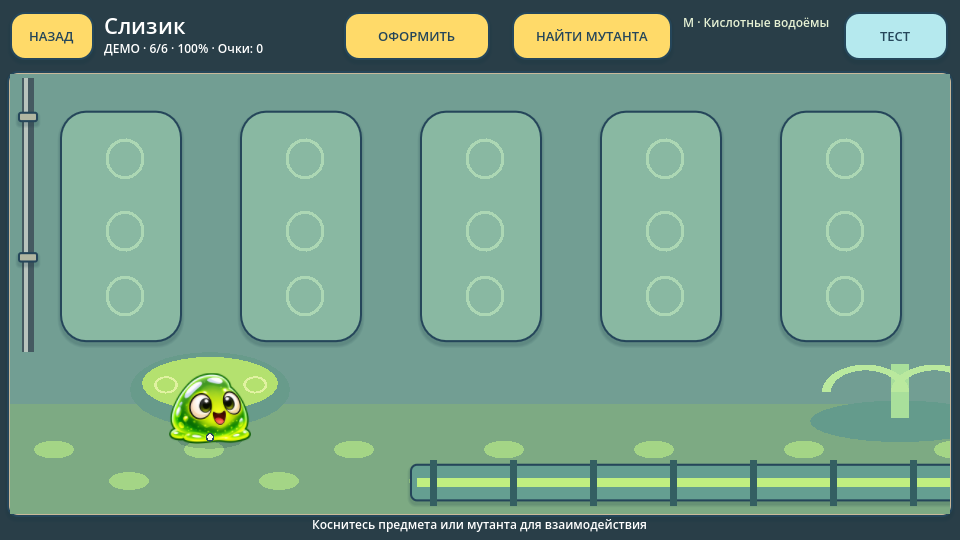 НАЗАД
Слизик
ДЕМО · 6/6 · 100% · Очки: 0
ОФОРМИТЬ
НАЙТИ МУТАНТА
М · Кислотные водоёмы
ТЕСТ
Коснитесь предмета или мутанта для взаимодействия